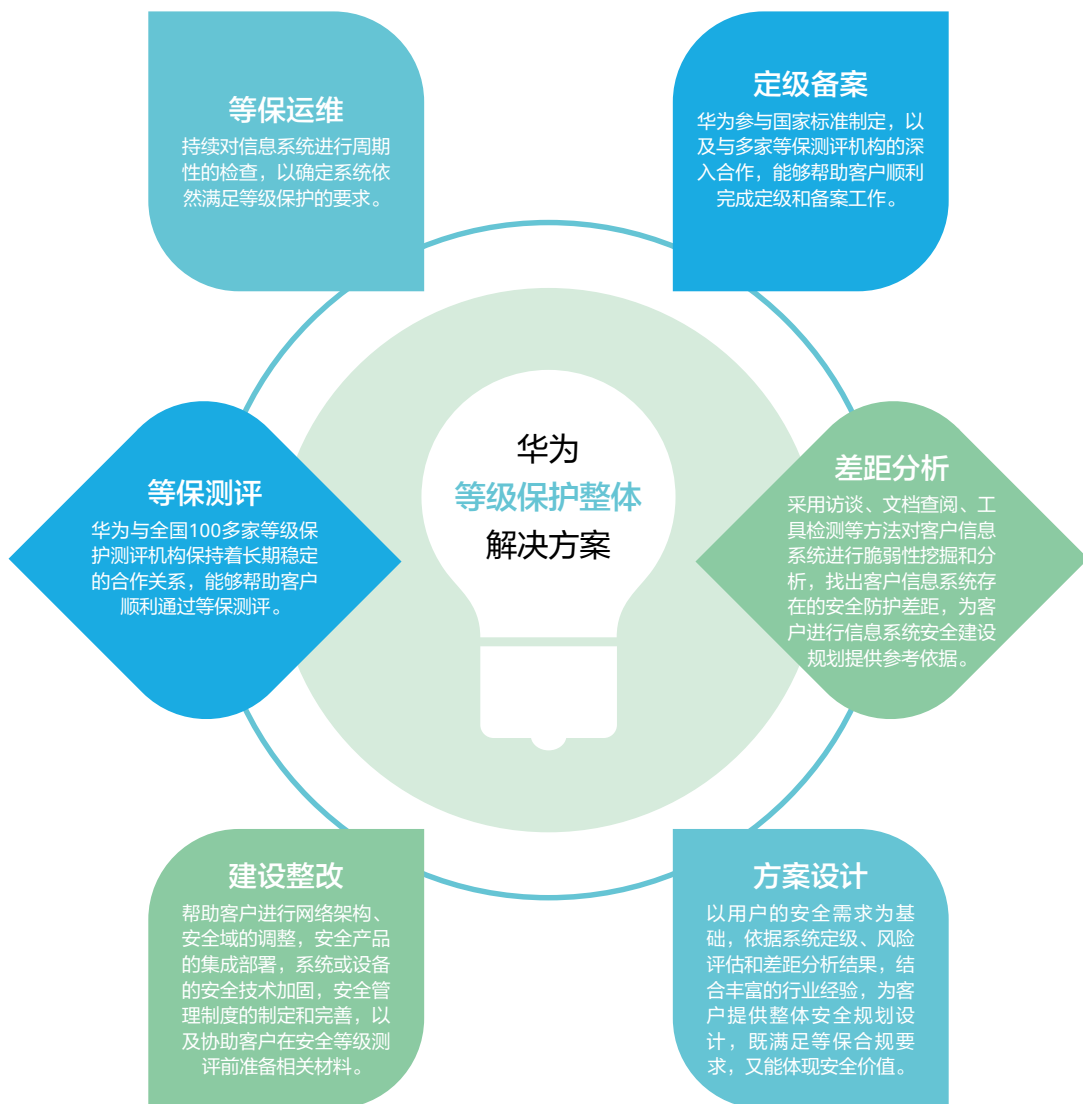 等保运维
持续对信息系统进行周期
性的检查，以确定系统依
然满足等级保护的要求。
定级备案
华为参与国家标准制定，以
及与多家等保测评机构的深
入合作，能够帮助客户顺利
完成定级和备案工作。
华为
等级保护整体
解决方案
等保测评
华为与全国100多家等级保
护测评机构保持着长期稳定
的合作关系，能够帮助客户
顺利通过等保测评。
差距分析
采用访谈、文档查阅、工
具检测等方法对客户信息
系统进行脆弱性挖掘和分
析，找出客户信息系统存
在的安全防护差距，为客
户进行信息系统安全建设
规划提供参考依据。
建设整改
帮助客户进行网络架构、
安全域的调整，安全产品
的集成部署，系统或设备
的安全技术加固，安全管
理制度的制定和完善，以
及协助客户在安全等级测
评前准备相关材料。
方案设计
以用户的安全需求为基
础，依据系统定级、风险
评估和差距分析结果，结
合丰富的行业经验，为客
户提供整体安全规划设
计，既满足等保合规要
求，又能体现安全价值。